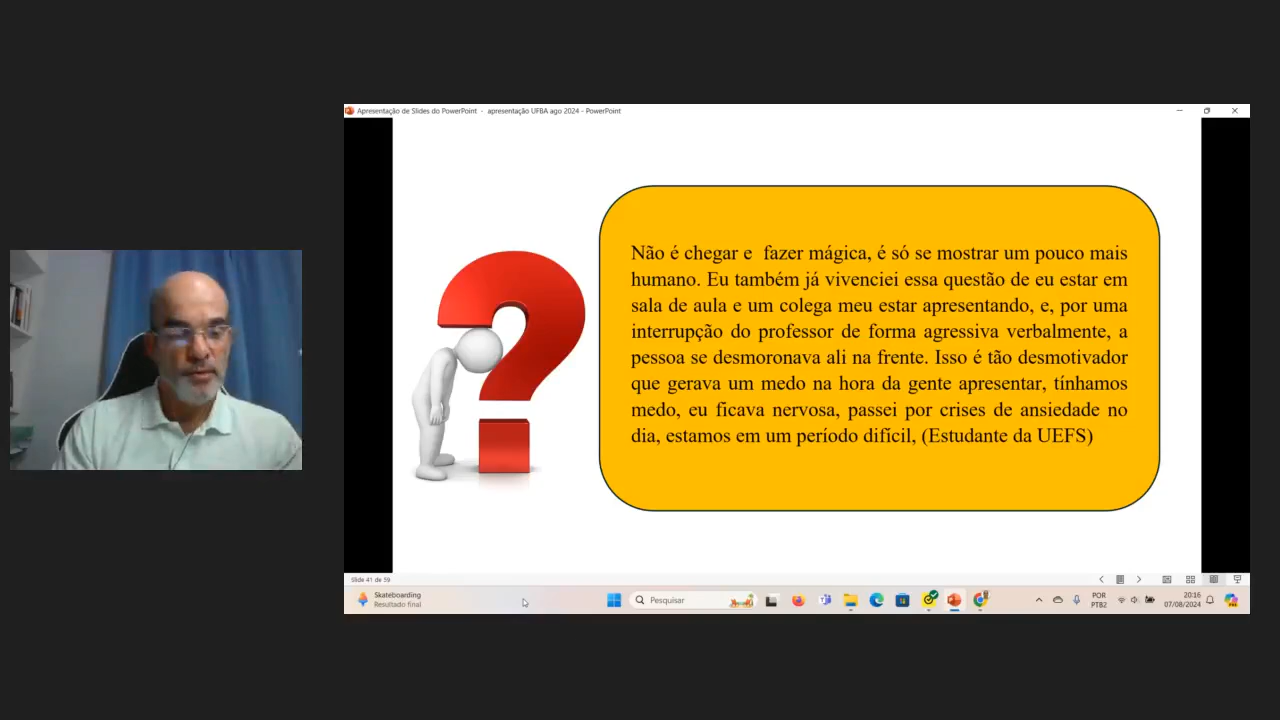 Apresentação de Slides do PowerPoint - apresentação UFBA ago 2024 - PowerPoint
Não é chegar e fazer mágica, é só se mostrar um pouco mais
humano. Eu também já vivenciei essa questão de eu estar em
sala de aula e um colega meu estar apresentando, e, por uma
interrupção do professor de forma agressiva verbalmente, a
pessoa se desmoronava ali na frente. Isso é tão desmotivador
que gerava um medo na hora da gente apresentar, tínhamos
medo, eu ficava nervosa, passei por crises de ansiedade no
dia, estamos em um período difícil, (Estudante da UEFS)
Slide 41 de 59
Skateboarding
Resultado final
Pesquisar
POR
PTB2
20:16
07/08/2024